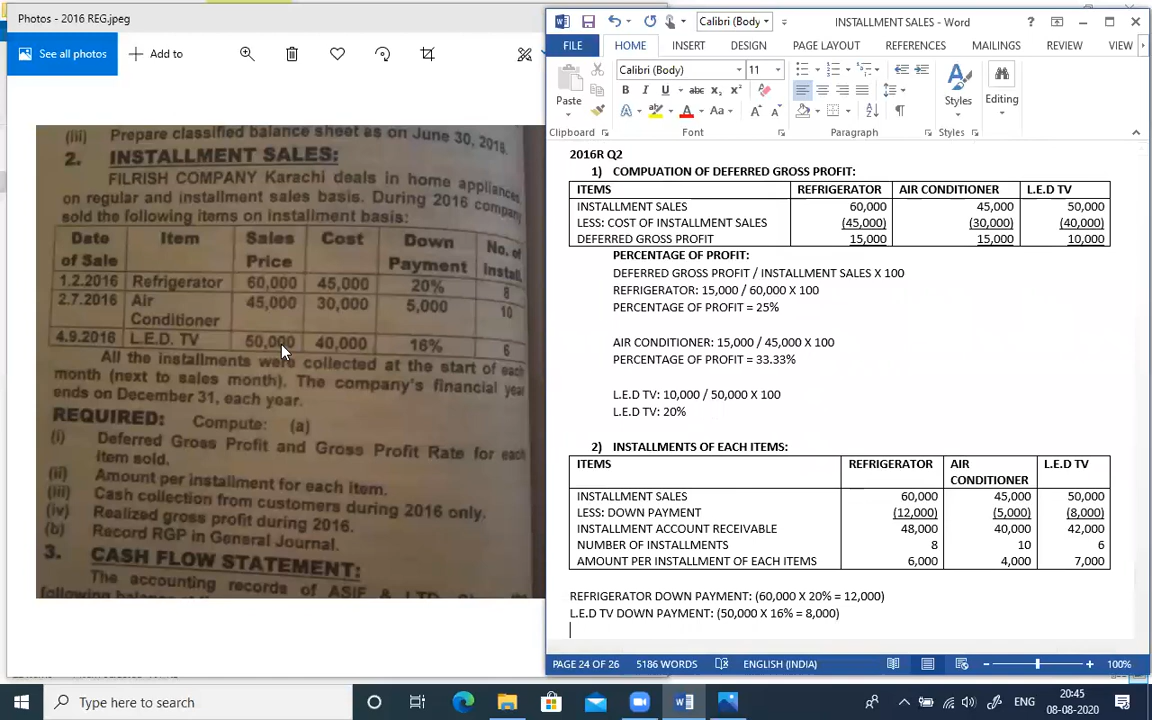 Photos - 2016 REG.jpeg
See all photos
Add to
(iii) Prepare classified balance sheet as on June 30, 2016.
2. INSTALLMENT SALES:
FILRISH COMPANY Karachi deals in home appliances
on regular and installment sales basis. During 2016 company
sold the following items on installment basis:
Date of Sale Item Sales Price Cost Down Payment No. of Install.
1.2.2016 Refrigerator 60,000 45,000 20% 8
2.7.2016 Air Conditioner 45,000 30,000 5,000 10
4.9.2016 L.E.D. TV 50,000 40,000 16% 6
All the installments were collected at the start of each
month (next to sales month). The company's financial year
ends on December 31, each year.
REQUIRED: Compute: (a)
(i) Deferred Gross Profit and Gross Profit Rate for each
item sold.
(ii) Amount per installment for each item.
(iii) Cash collection from customers during 2016 only.
(iv) Realized gross profit during 2016.
(b) Record RGP in General Journal.
3. CASH FLOW STATEMENT:
The accounting records of ASIF & LTD.
following balance
INSTALLMENT SALES - Word
Calibri (Body
FILE HOME INSERT DESIGN PAGE LAYOUT REFERENCES MAILINGS REVIEW VIEW
Calibri (Body) 11
Paste
Styles
Editing
Clipboard Font Paragraph Styles
2016R Q2
1) COMPUATION OF DEFERRED GROSS PROFIT:
ITEMS REFRIGERATOR AIR CONDITIONER L.E.D TV
INSTALLMENT SALES 60,000 45,000 50,000
LESS: COST OF INSTALLMENT SALES (45,000) (30,000) (40,000)
DEFERRED GROSS PROFIT 15,000 15,000 10,000
PERCENTAGE OF PROFIT:
DEFERRED GROSS PROFIT / INSTALLMENT SALES X 100
REFRIGERATOR: 15,000 / 60,000 X 100
PERCENTAGE OF PROFIT = 25%
AIR CONDITIONER: 15,000 / 45,000 X 100
PERCENTAGE OF PROFIT = 33.33%
L.E.D TV: 10,000 / 50,000 X 100
L.E.D TV: 20%
2) INSTALLMENTS OF EACH ITEMS:
ITEMS REFRIGERATOR AIR CONDITIONER L.E.D TV
INSTALLMENT SALES 60,000 45,000 50,000
LESS: DOWN PAYMENT (12,000) (5,000) (8,000)
INSTALLMENT ACCOUNT RECEIVABLE 48,000 40,000 42,000
NUMBER OF INSTALLMENTS 8 10 6
AMOUNT PER INSTALLMENT OF EACH ITEMS 6,000 4,000 7,000
REFRIGERATOR DOWN PAYMENT: (60,000 X 20% = 12,000)
L.E.D TV DOWN PAYMENT: (50,000 X 16% = 8,000)
PAGE 24 OF 26 5186 WORDS ENGLISH (INDIA) 100%
Type here to search
ENG
20:45
08-08-2020